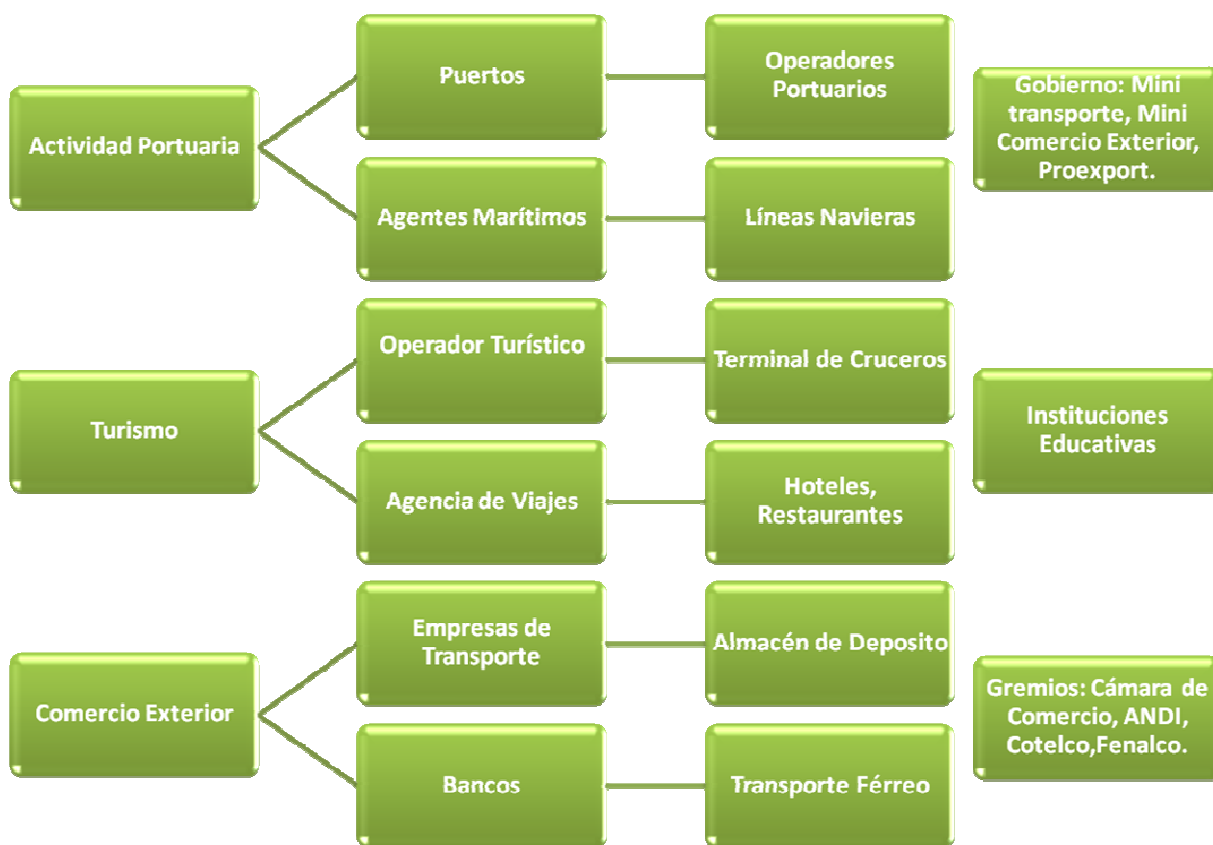 Actividad Portuaria
Puertos
Operadores
Portuarios
Agentes Marítimos
Líneas Navieras
Gobierno: Mini
transporte, Mini
Comercio Exterior,
Proexport.
Turismo
Operador Turístico
Terminal de Cruceros
Agencia de Viajes
Hoteles,
Restaurantes
Instituciones
Educativas
Comercio Exterior
Empresas de
Transporte
Almacén de Deposito
Bancos
Transporte Férreo
Gremios: Cámara de
Comercio, ANDI,
Cotelco,Fenalco.